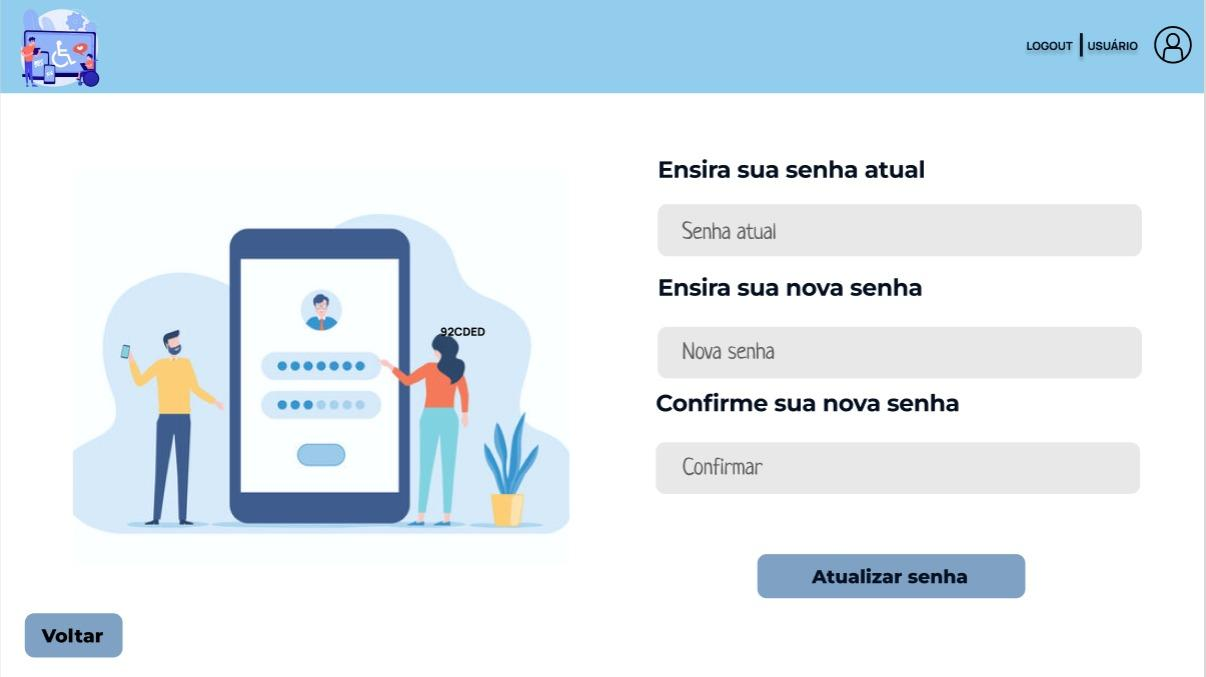 LOGOUT USUÁRIO
Ensira sua senha atual
Senha atual
Ensira sua nova senha
Nova senha
92CDED
Confirme sua nova senha
Confirmar
Atualizar senha
Voltar